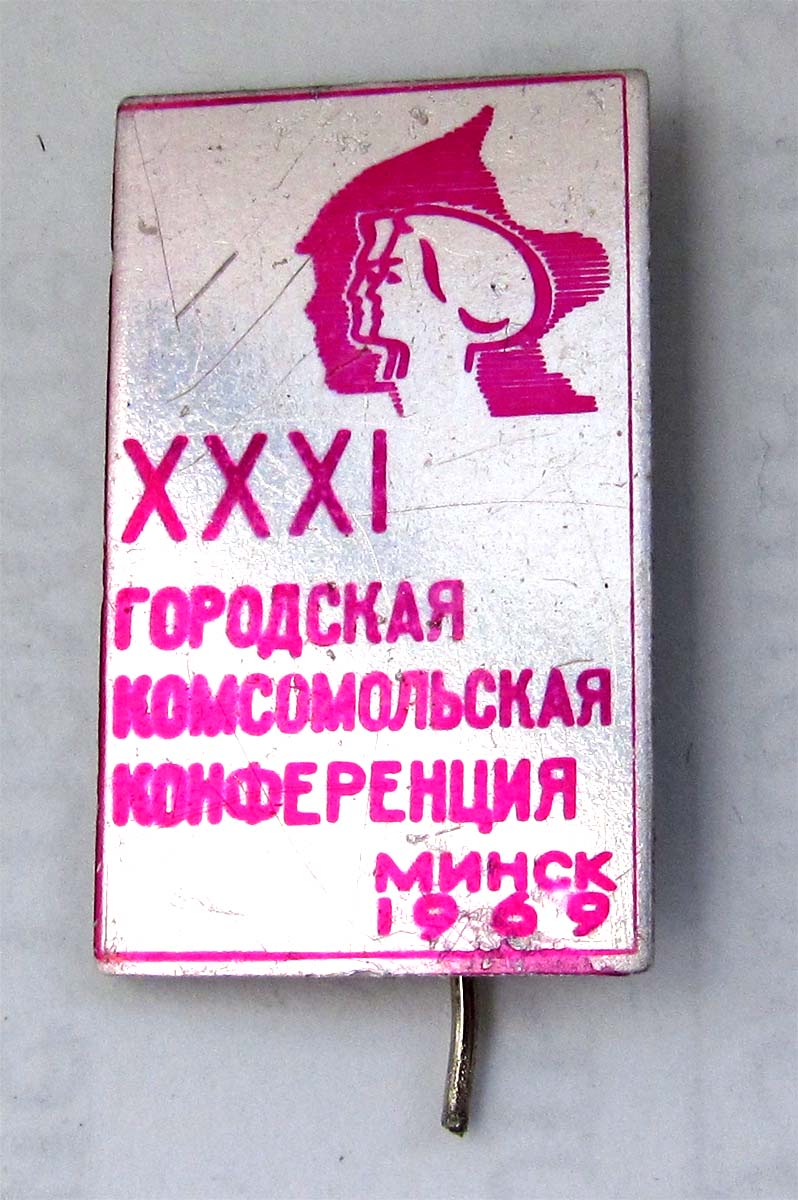 XXXI
ГОРОДСКАЯ
КОМСОМОЛЬСКАЯ
КОНФЕРЕНЦИЯ
МИНСК
1969